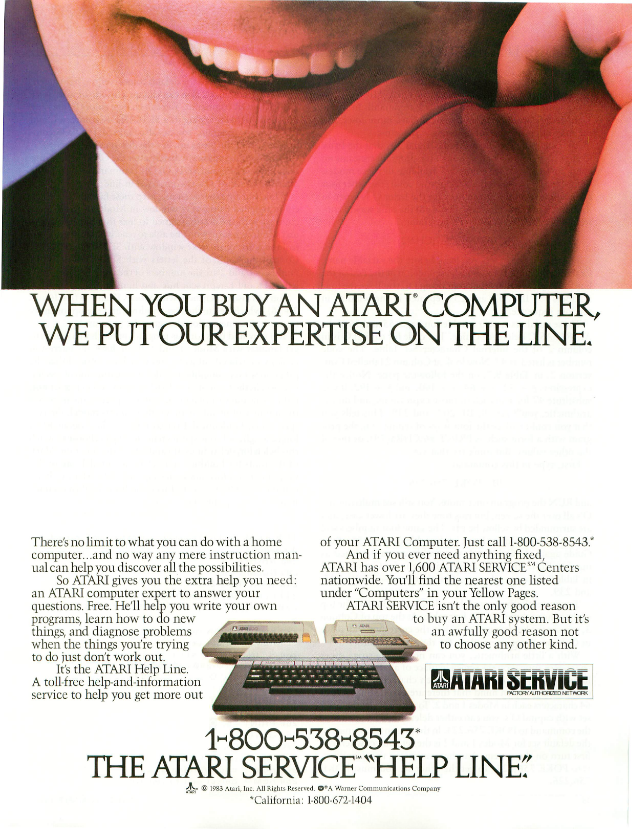 WHEN YOU BUY AN ATARI® COMPUTER,
WE PUT OUR EXPERTISE ON THE LINE.
There's no limit to what you can do with a home
computer...and no way any mere instruction man-
ual can help you discover all the possibilities.
So ATARI gives you the extra help you need:
an ATARI computer expert to answer your
questions. Free. He'll help you write your own
programs, learn how to do new
things, and diagnose problems
when the things you're trying
to do just don't work out.
It's the ATARI Help Line.
A toll-free help-and-information
service to help you get more out
of your ATARI Computer. Just call 1-800-538-8543.*
And if you ever need anything fixed,
ATARI has over 1,600 ATARI SERVICE℠ Centers
nationwide. You'll find the nearest one listed
under "Computers" in your Yellow Pages.
ATARI SERVICE isn't the only good reason
to buy an ATARI system. But it's
an awfully good reason not
to choose any other kind.
ATARI
ATARI SERVICE
FACTORY AUTHORIZED NETWORK
1-800-538-8543*
THE ATARI SERVICE℠ "HELP LINE."
ATARI © 1983 Atari, Inc. All Rights Reserved. ®A Warner Communications Company
*California: 1-800-672-1404